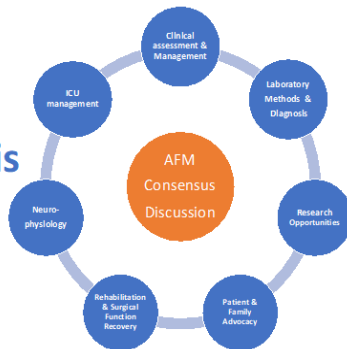 Clinical
assessment &
Management
Laboratory
Methods &
Diagnosis
Research
Opportunities
Patient &
Family
Advocacy
Rehabilitation
& Surgical
Function
Recovery
Neuro-
physiology
ICU
management
AFM
Consensus
Discussion
is